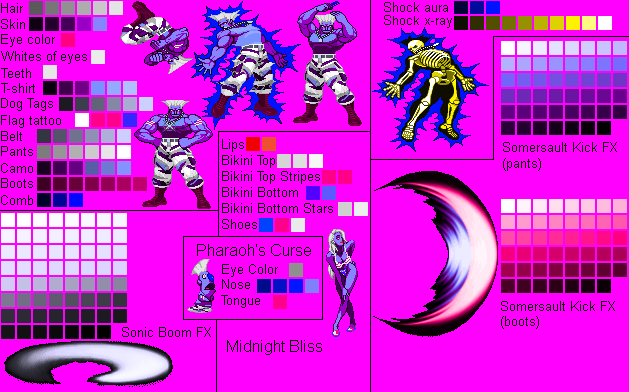 Hair
Skin
Eye color
Whites of eyes
Teeth
T-shirt
Dog Tags
Flag tattoo
Belt
Pants
Camo
Boots
Comb
Shock aura
Shock x-ray
Somersault Kick FX
(pants)
Lips
Bikini Top
Bikini Top Stripes
Bikini Bottom
Bikini Bottom Stars
Shoes
Pharaoh's Curse
Eye Color
Nose
Tongue
Midnight Bliss
Sonic Boom FX
Somersault Kick FX
(boots)